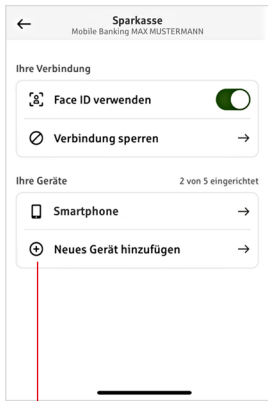 Sparkasse
Mobile Banking MAX MUSTERMANN
Ihre Verbindung
Face ID verwenden
Verbindung sperren
Ihre Geräte 2 von 5 eingerichtet
Smartphone
Neues Gerät hinzufügen